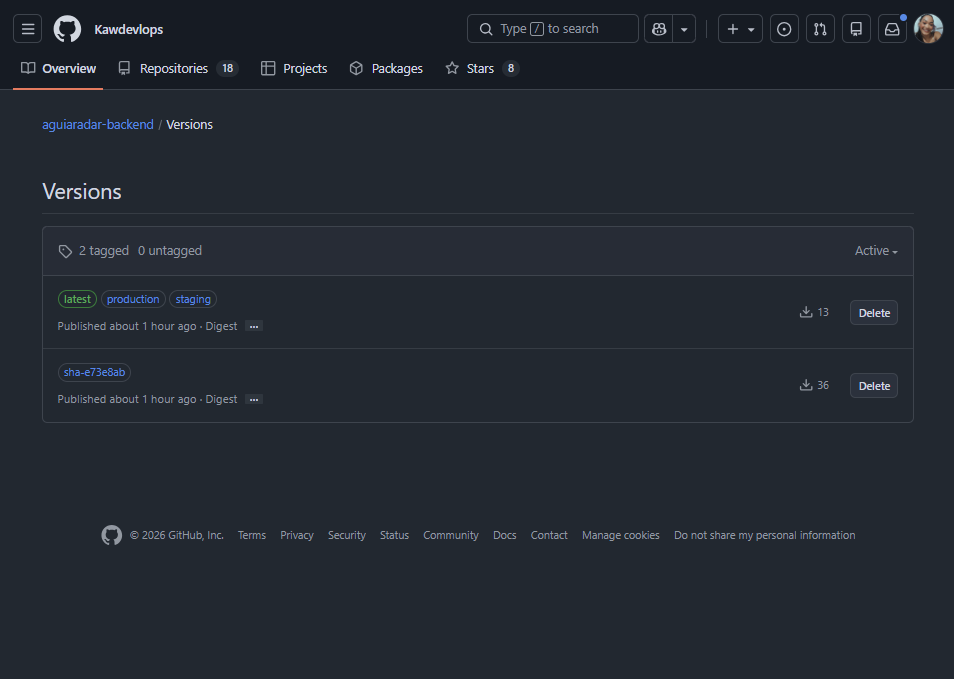 Kawdevlops
Type / to search
Overview Repositories 18 Projects Packages Stars 8
aguiaradar-backend / Versions
Versions
2 tagged 0 untagged Active
latest production staging
Published about 1 hour ago · Digest …
13 Delete
sha-e73e8ab
Published about 1 hour ago · Digest …
36 Delete
© 2026 GitHub, Inc. Terms Privacy Security Status Community Docs Contact Manage cookies Do not share my personal information